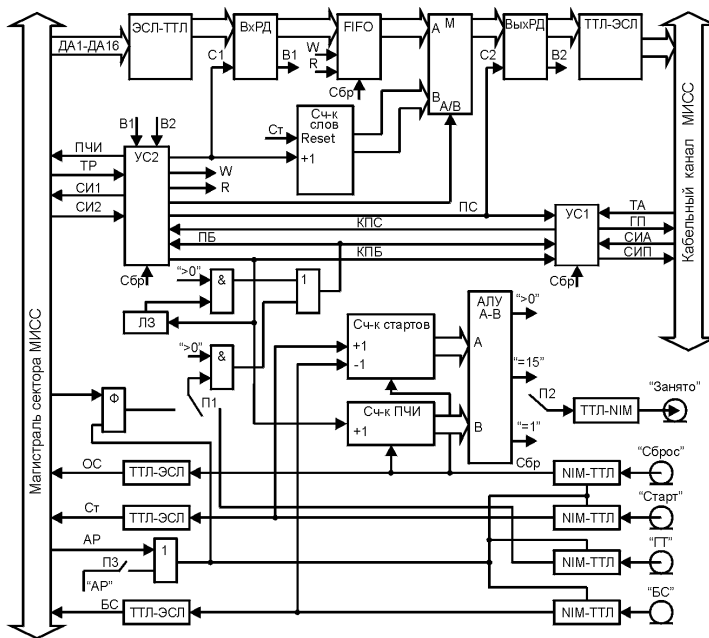 ЭСЛ-ТТЛ
ВхРД
FIFO
М
ВыхРД
ТТЛ-ЭСЛ
ДА1-ДА16
С1
В1
W
R
А
В
А/В
С2
В2
Сбр
Сч-к
слов
Reset
+1
Ст
В1
В2
ПЧИ
ТР
СИ1
СИ2
УС2
W
R
ПС
КПС
ПБ
КПБ
УС1
ТА
ГП
СИА
СИП
Сбр
Сбр
Кабельный канал МИСС
Магистраль сектора МИСС
“>0”
&
1
ЛЗ
“>0”
&
П1
Ф
Сч-к стартов
+1
-1
Сч-к ПЧИ
+1
АЛУ
А-В
А
В
“>0”
“=15”
“=1”
П2
ТТЛ-NIM
“Занято”
Сбр
ОС
ТТЛ-ЭСЛ
NIM-ТТЛ
“Сброс”
Ст
ТТЛ-ЭСЛ
NIM-ТТЛ
“Старт”
АР
П3
“АР”
1
NIM-ТТЛ
“ГТ”
БС
ТТЛ-ЭСЛ
NIM-ТТЛ
“БС”